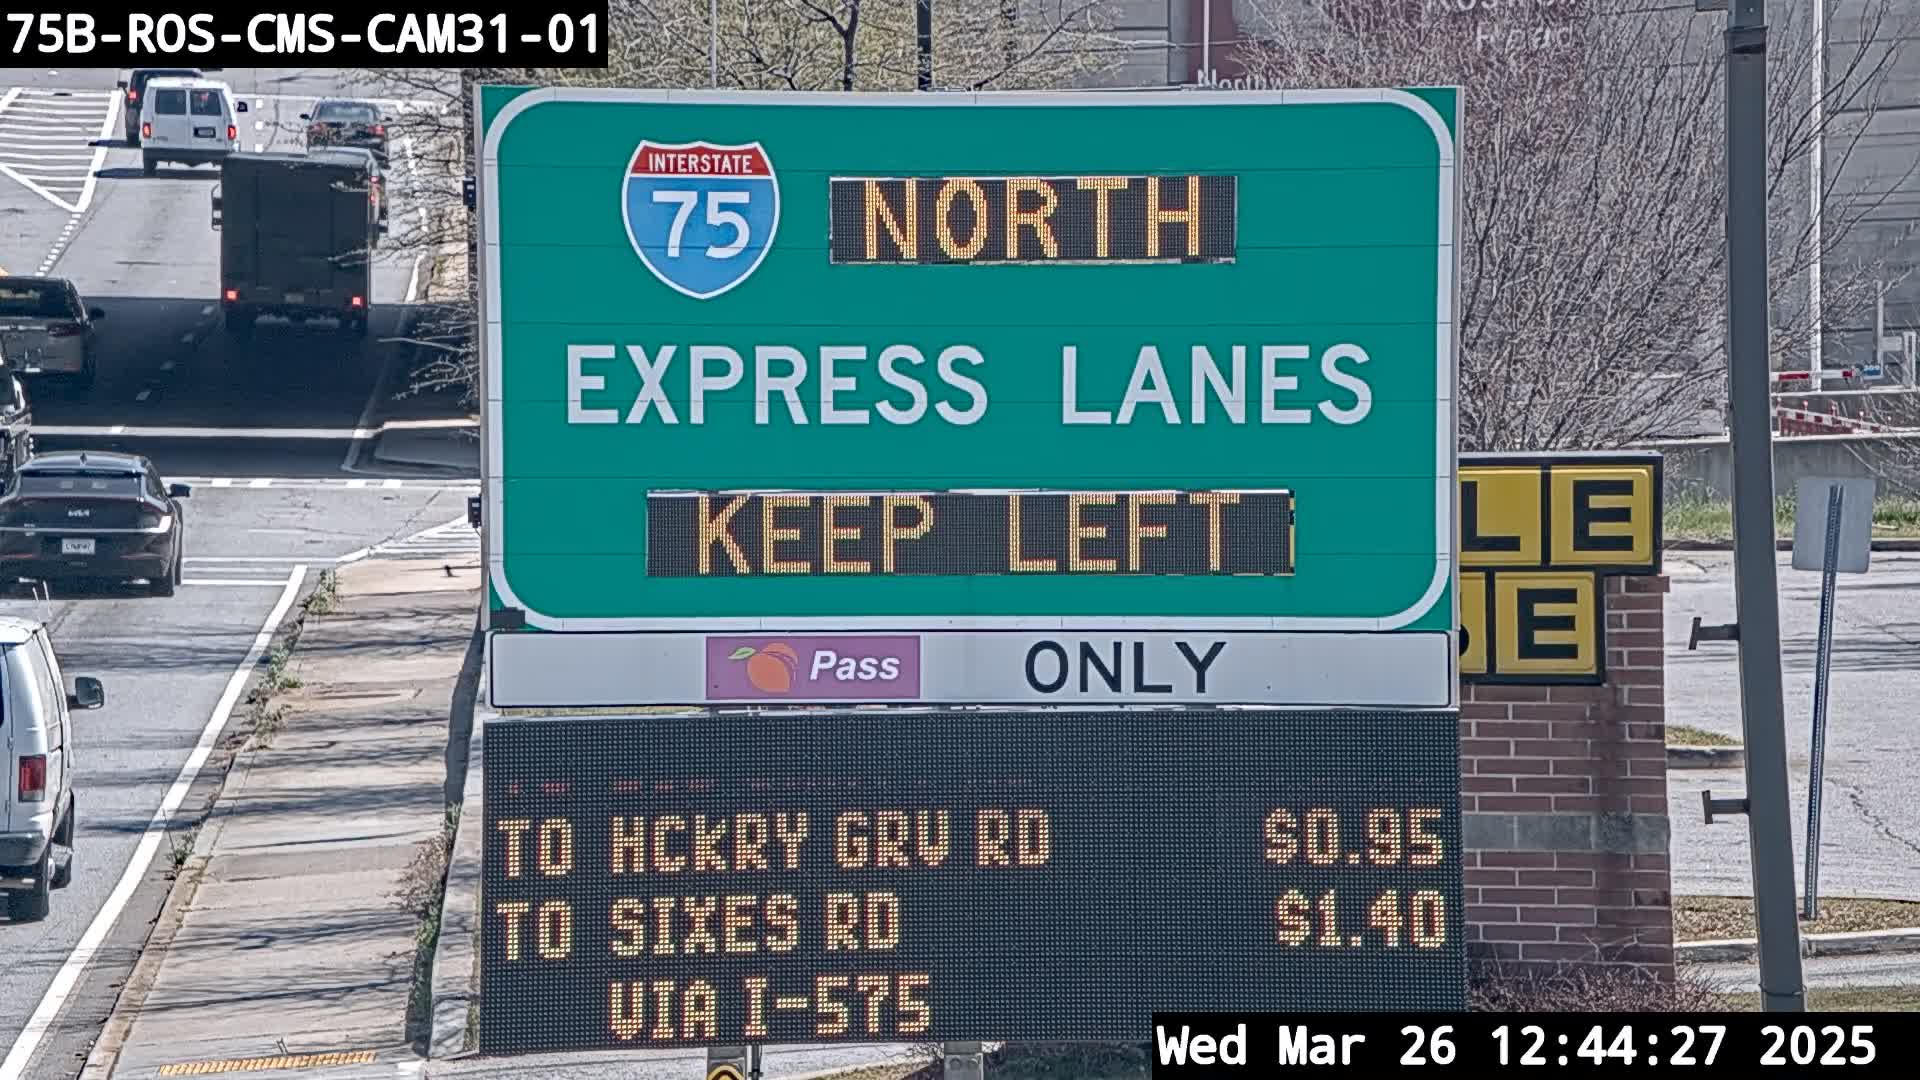 75B-ROS-CMS-CAM31-01
INTERSTATE
75
NORTH
EXPRESS LANES
KEEP LEFT
Pass ONLY
TO HCKRY GRV RD $0.95
TO SIXES RD $1.40
VIA I-575
LE
E
Wed Mar 26 12:44:27 2025